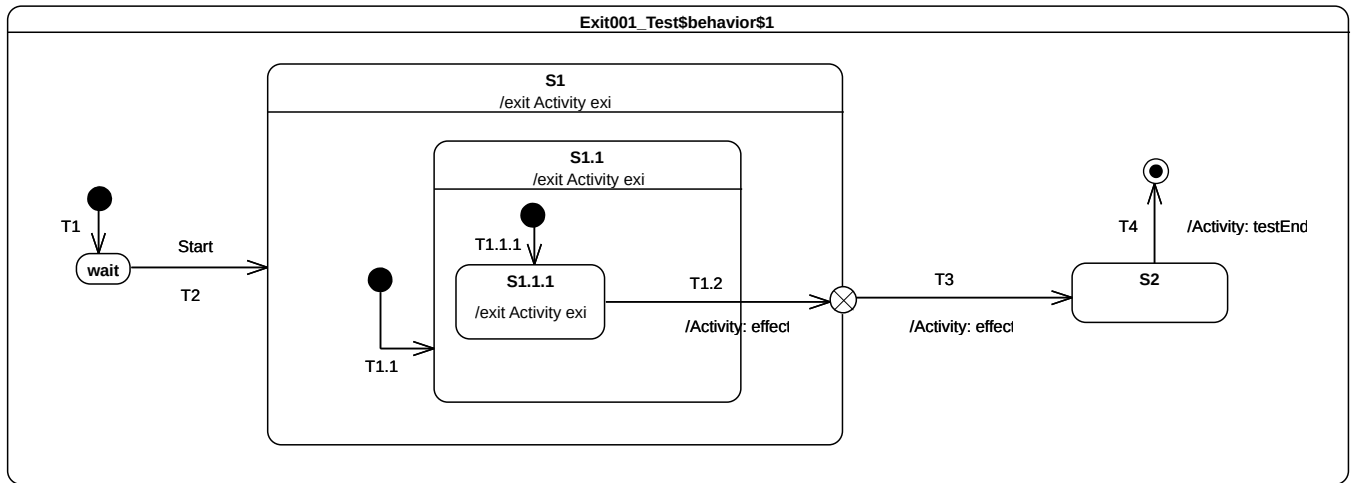 Exit001_Test$behavior$1
S1
/exit Activity exi
S1.1
/exit Activity exi
T1
T1.1.1
wait
Start
T2
S1.1.1
/exit Activity exi
T1.1
T1.2
/Activity: effect
T3
/Activity: effect
T4
/Activity: testEnd
S2